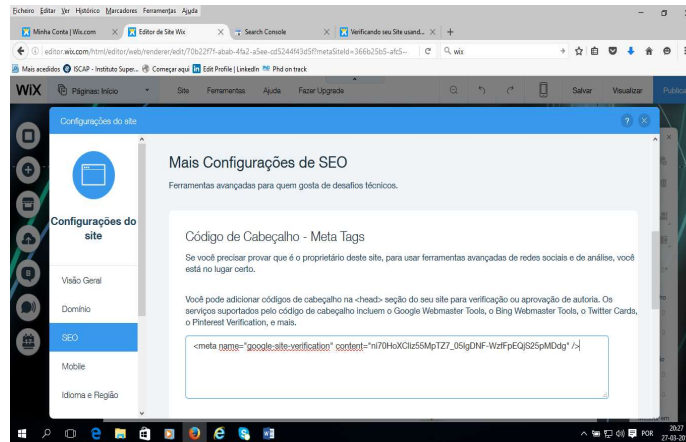 Ficheiro Editar Ver Histórico Marcadores Ferramentas Ajuda
Minha Conta | Wix.com
Editor de Site Wix
Search Console
Verificando seu Site usand...
editor.wix.com/html/editor/web/renderer/edit/70b22f7f-abab-4fa2-a5ee-cd5244f43d5f?metaSiteId=366b25b5-afc5-
wix
Mais acedidos
ISCAP - Instituto Super...
Começar aqui
Edit Profile | LinkedIn
Phd on track
WiX
Páginas: Início
Site
Ferramentas
Ajuda
Fazer Upgrade
Salvar
Visualizar
Publica
Configurações do site
Configurações do
site
Visão Geral
Domínio
SEO
Mobile
Idioma e Região
Mais Configurações de SEO
Ferramentas avançadas para quem gosta de desafios técnicos.
Código de Cabeçalho - Meta Tags
Se você precisar provar que é o proprietário deste site, para usar ferramentas avançadas de redes sociais e de análise, você
está no lugar certo.
Você pode adicionar códigos de cabeçalho na <head> seção do seu site para verificação ou aprovação de autoria. Os
serviços suportados pelo código de cabeçalho incluem o Google Webmaster Tools, o Bing Webmaster Tools, o Twitter Cards,
o Pinterest Verification, e mais.
<meta name="google-site-verification" content="ni70HoXCIiz55MpTZ7_05lgDNF-WzfFpEQjS25pMDdg" />
POR
20:27
27-03-20